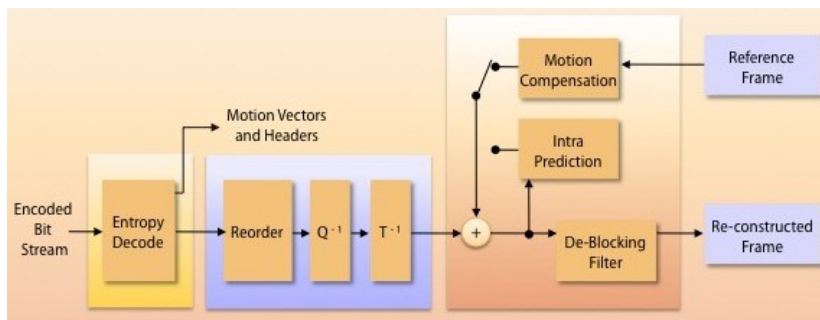 Motion
Compensation
Reference
Frame
Motion Vectors
and Headers
Intra
Prediction
Encoded
Bit
Stream
Entropy
Decode
Reorder
Q⁻¹
T⁻¹
+
De-Blocking
Filter
Re-constructed
Frame